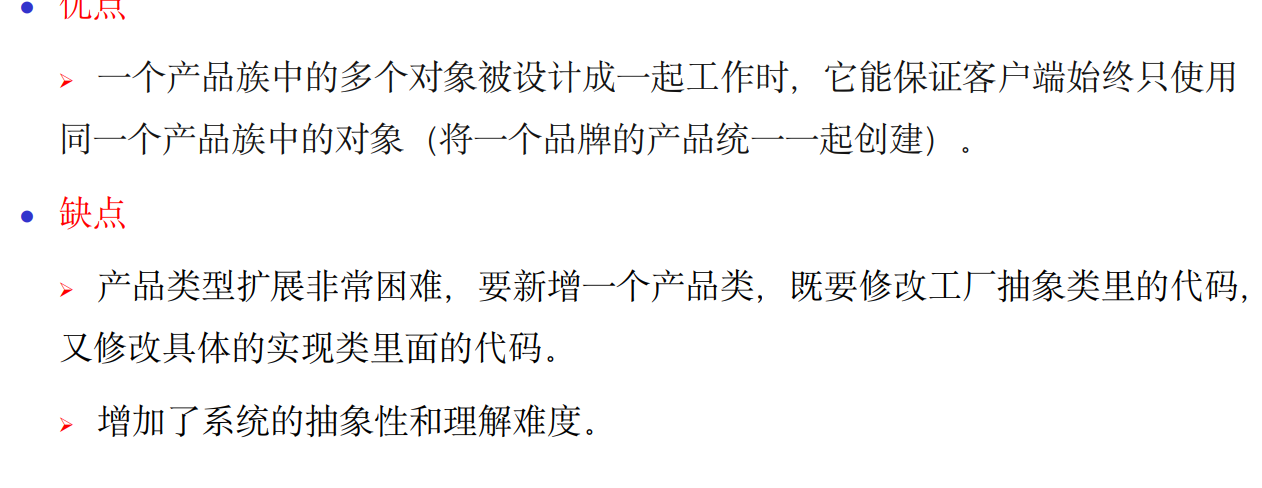 优点
一个产品族中的多个对象被设计成一起工作时，它能保证客户端始终只使用
同一个产品族中的对象（将一个品牌的产品统一一起创建）。
缺点
产品类型扩展非常困难，要新增一个产品类，既要修改工厂抽象类里的代码，
又修改具体的实现类里面的代码。
增加了系统的抽象性和理解难度。